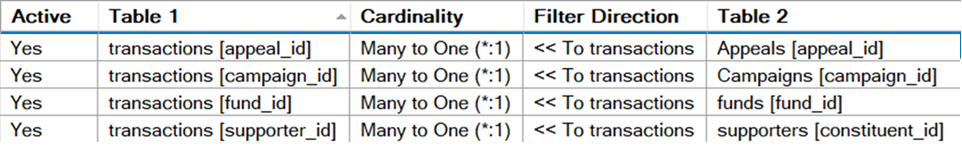 Active Table 1 Cardinality Filter Direction Table 2
Yes transactions [appeal_id] Many to One (*:1) << To transactions Appeals [appeal_id]
Yes transactions [campaign_id] Many to One (*:1) << To transactions Campaigns [campaign_id]
Yes transactions [fund_id] Many to One (*:1) << To transactions funds [fund_id]
Yes transactions [supporter_id] Many to One (*:1) << To transactions supporters [constituent_id]